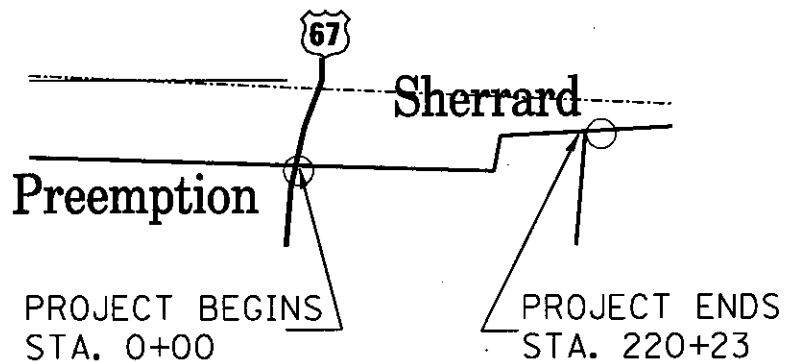 67
Sherrard
Preemption
PROJECT BEGINS
STA. 0+00
PROJECT ENDS
STA. 220+23